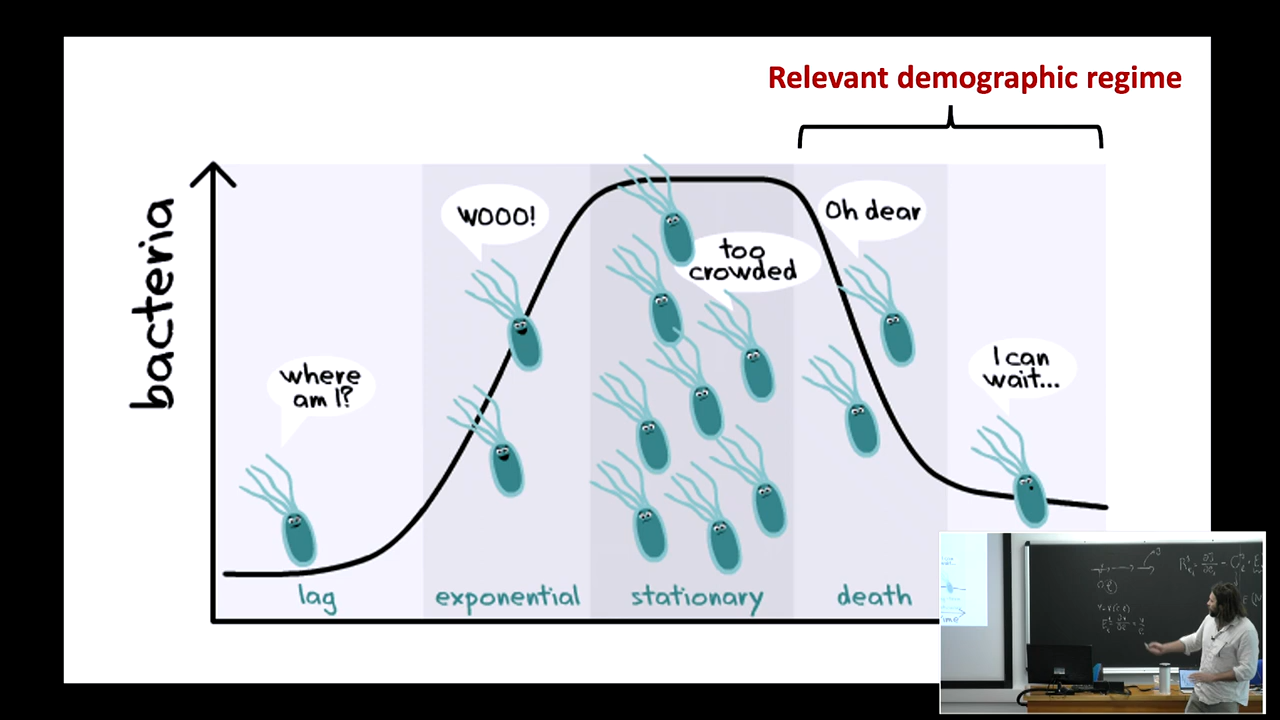 Relevant demographic regime
bacteria
where
am I?
WOOO!
too
crowded
Oh dear
I can
wait...
lag
exponential
stationary
death